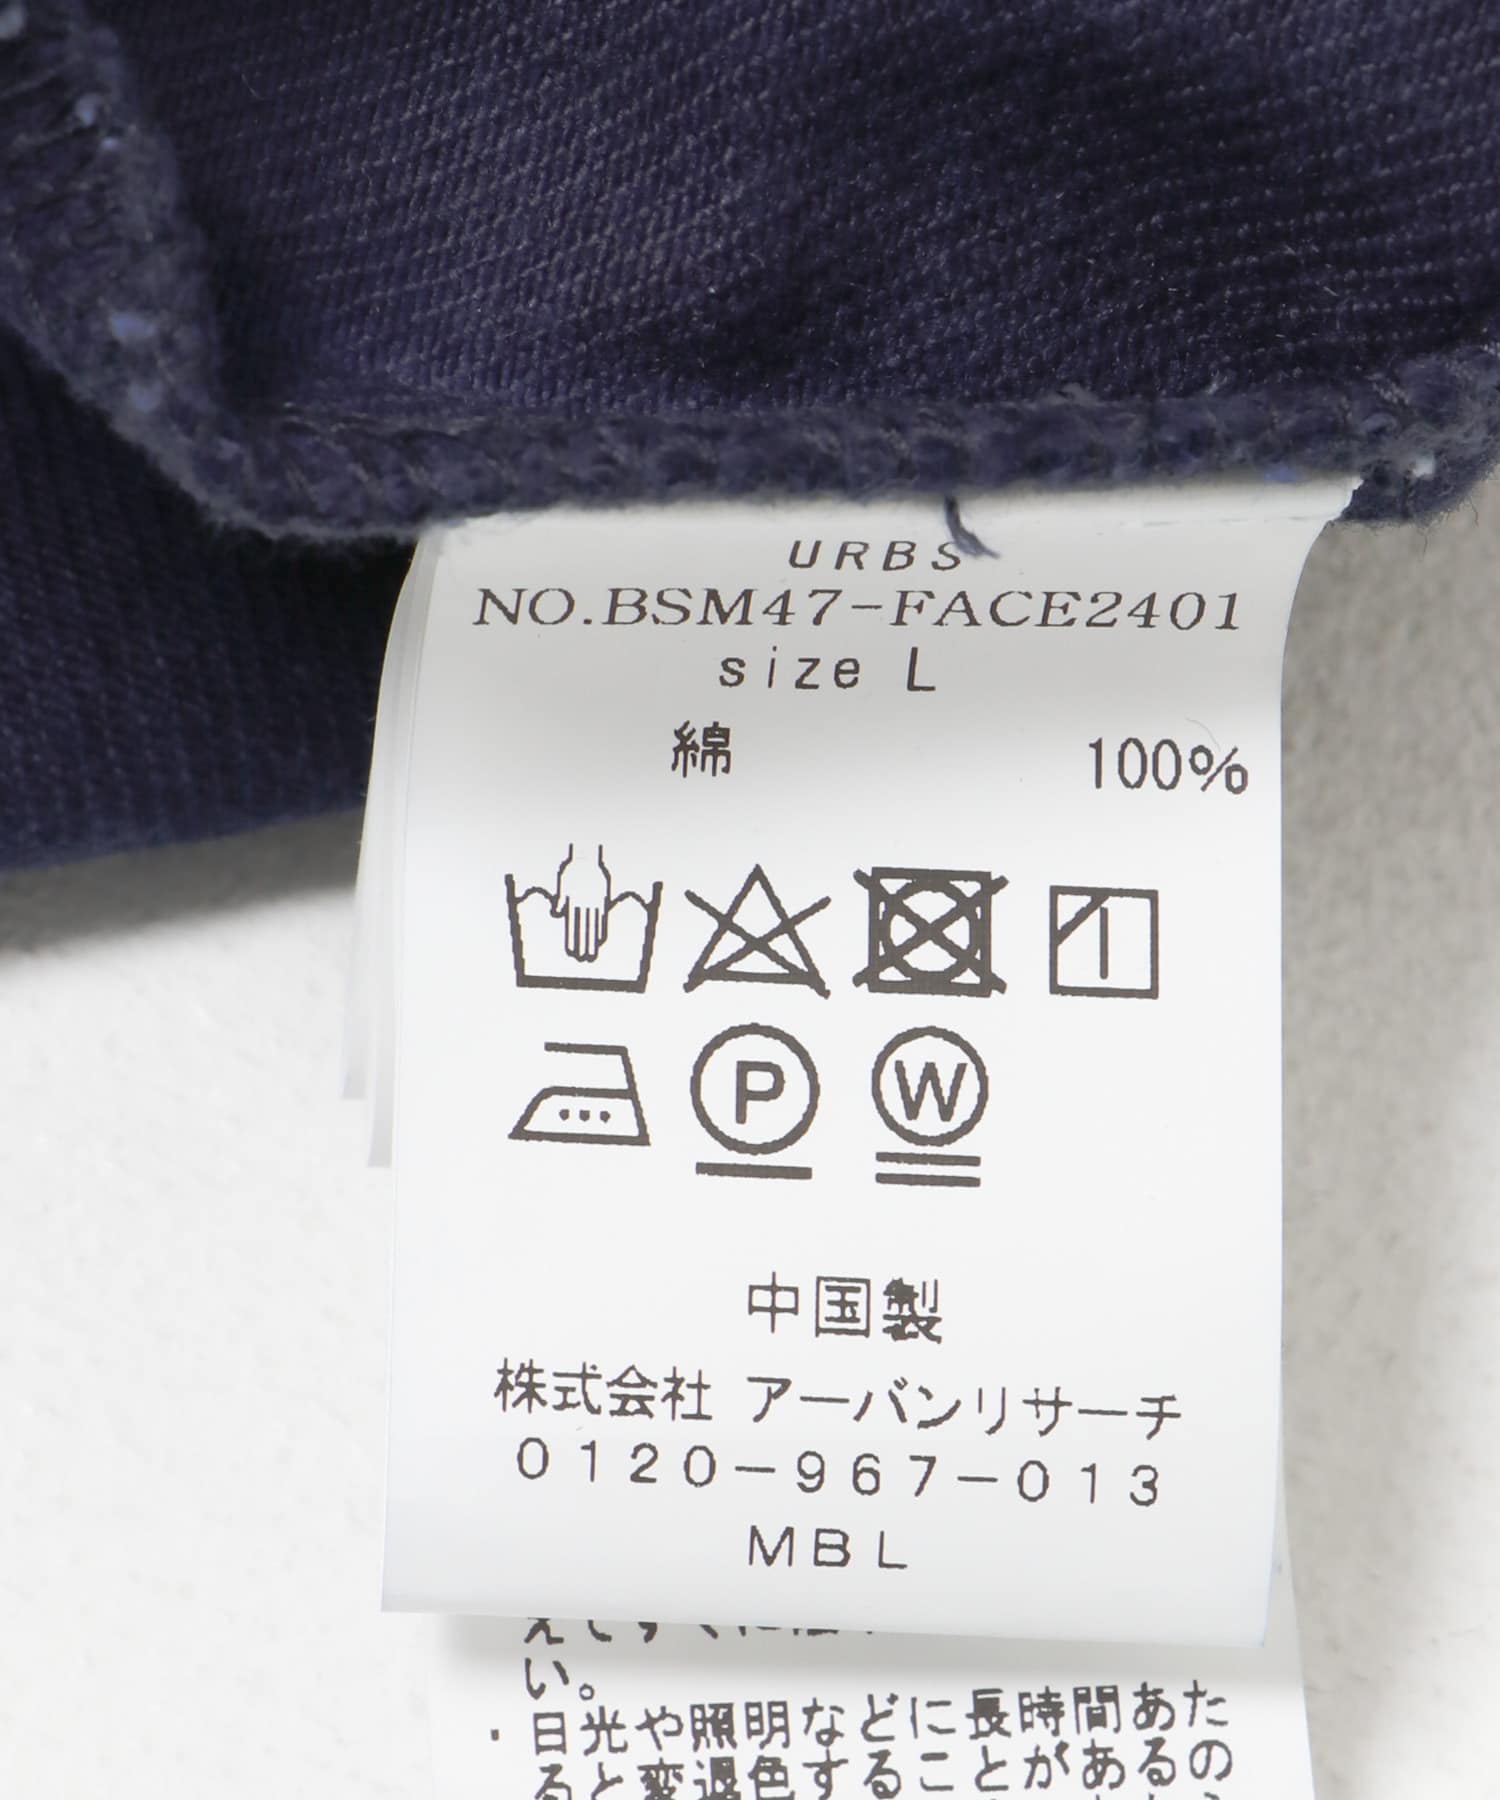 URBS
NO.BSM47-FACE2401
size L
綿 100%
P W
中国製
株式会社 アーバンリサーチ
0120-967-013
MBL
い。
・日光や照明などに長時間あた
ると変退色することがあるの